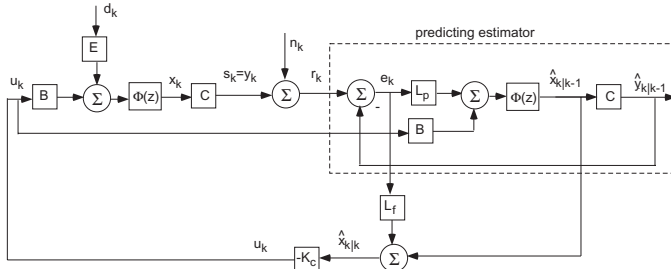 predicting estimator
d_k
E
u_k
B
Σ
Φ(z)
x_k
C
s_k=y_k
n_k
Σ
r_k
Σ
-
e_k
L_p
Σ
Φ(z)
x̂_k|k-1
C
ŷ_k|k-1
B
L_f
u_k
-K_c
x̂_k|k
Σ